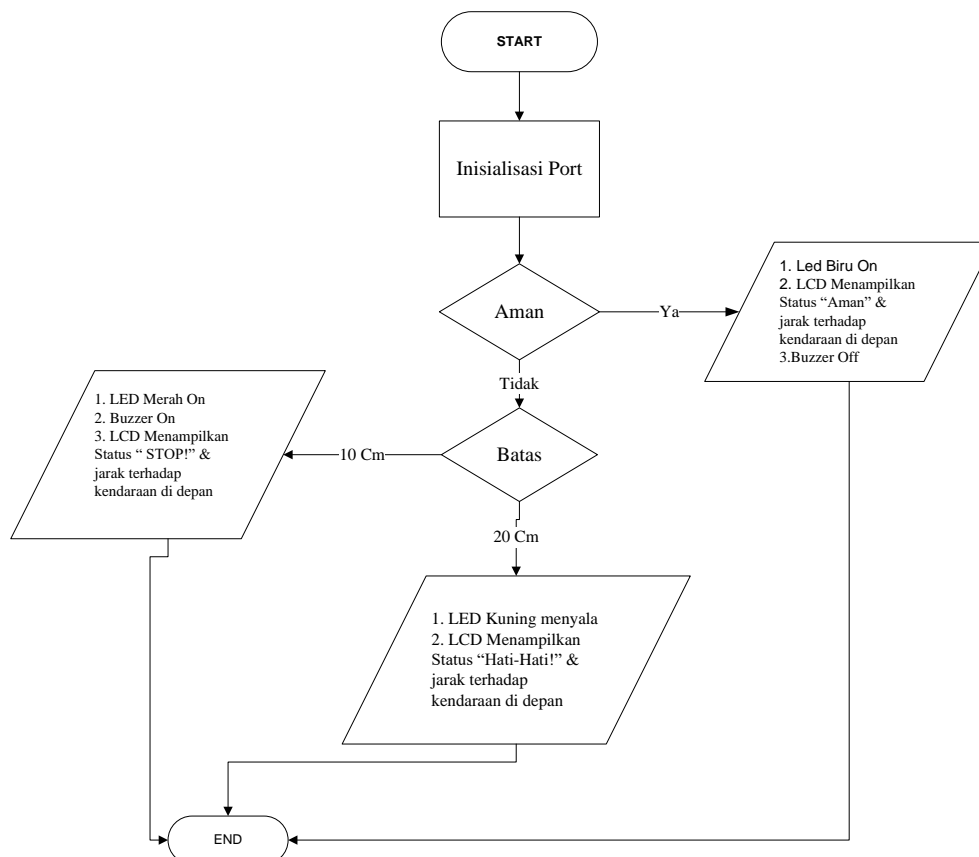 START
Inisialisasi Port
Aman
Ya
1. Led Biru On
2. LCD Menampilkan
Status “Aman” &
jarak terhadap
kendaraan di depan
3.Buzzer Off
Tidak
Batas
10 Cm
1. LED Merah On
2. Buzzer On
3. LCD Menampilkan
Status “ STOP!” &
jarak terhadap
kendaraan di depan
20 Cm
1. LED Kuning menyala
2. LCD Menampilkan
Status “Hati-Hati!” &
jarak terhadap
kendaraan di depan
END